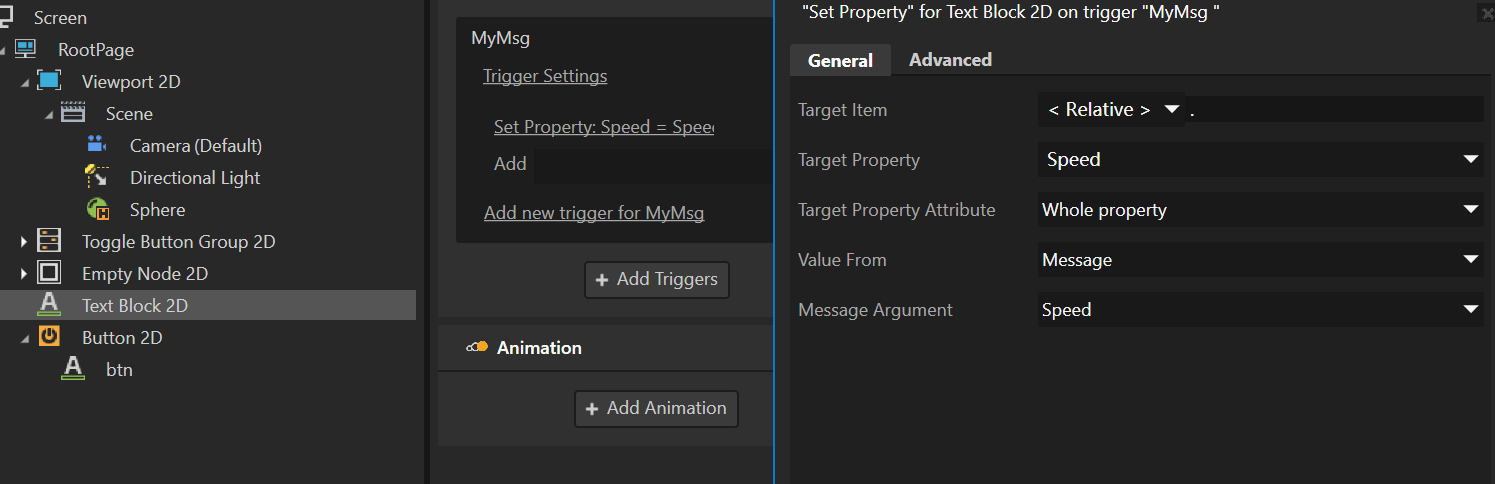 Screen
RootPage
Viewport 2D
Scene
Camera (Default)
Directional Light
Sphere
Toggle Button Group 2D
Empty Node 2D
Text Block 2D
Button 2D
btn
MyMsg
Trigger Settings
Set Property: Speed = Speed
Add
Add new trigger for MyMsg
+ Add Triggers
Animation
+ Add Animation
"Set Property" for Text Block 2D on trigger "MyMsg "
General Advanced
Target Item < Relative > .
Target Property Speed
Target Property Attribute Whole property
Value From Message
Message Argument Speed